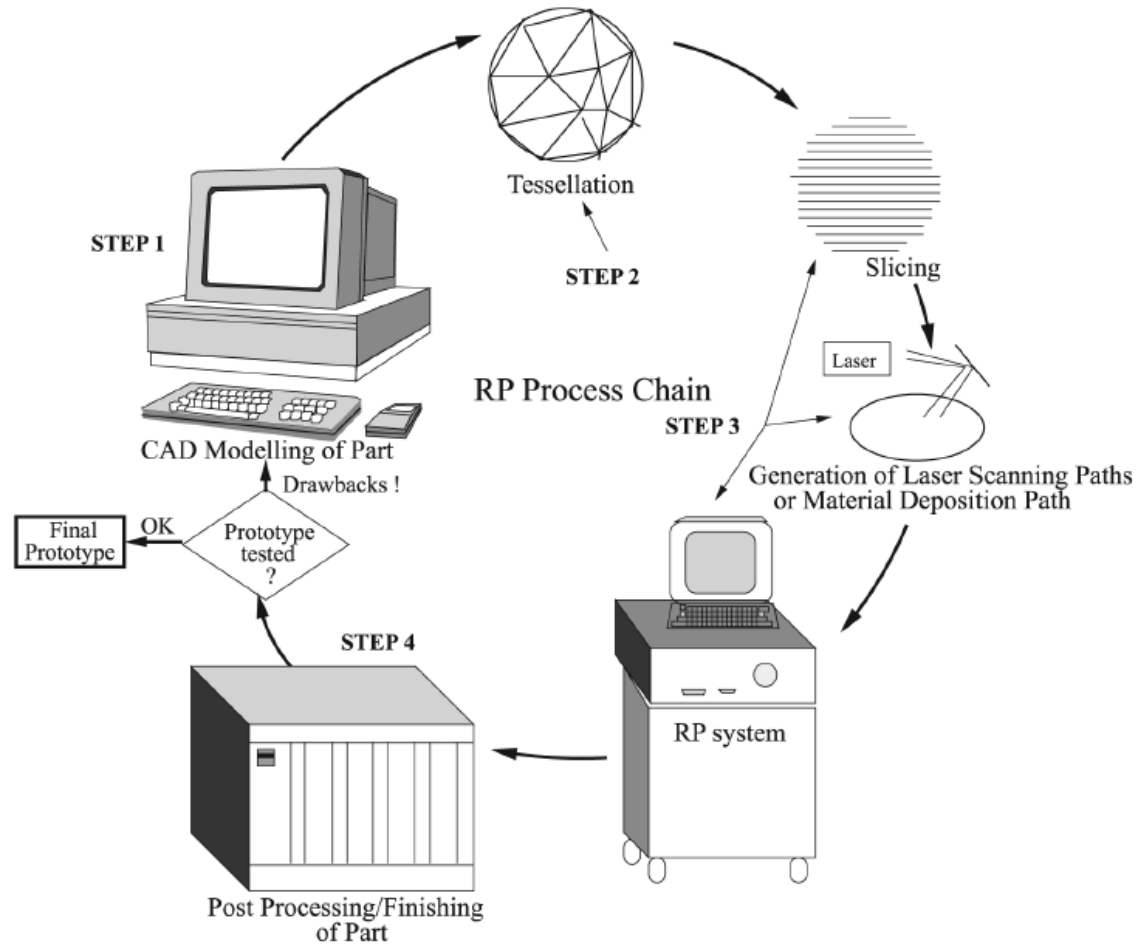 Tessellation
STEP 1
STEP 2
Slicing
Laser
RP Process Chain
STEP 3
CAD Modelling of Part
Generation of Laser Scanning Paths
or Material Deposition Path
Drawbacks !
OK
Final
Prototype
Prototype
tested
?
STEP 4
RP system
Post Processing/Finishing
of Part